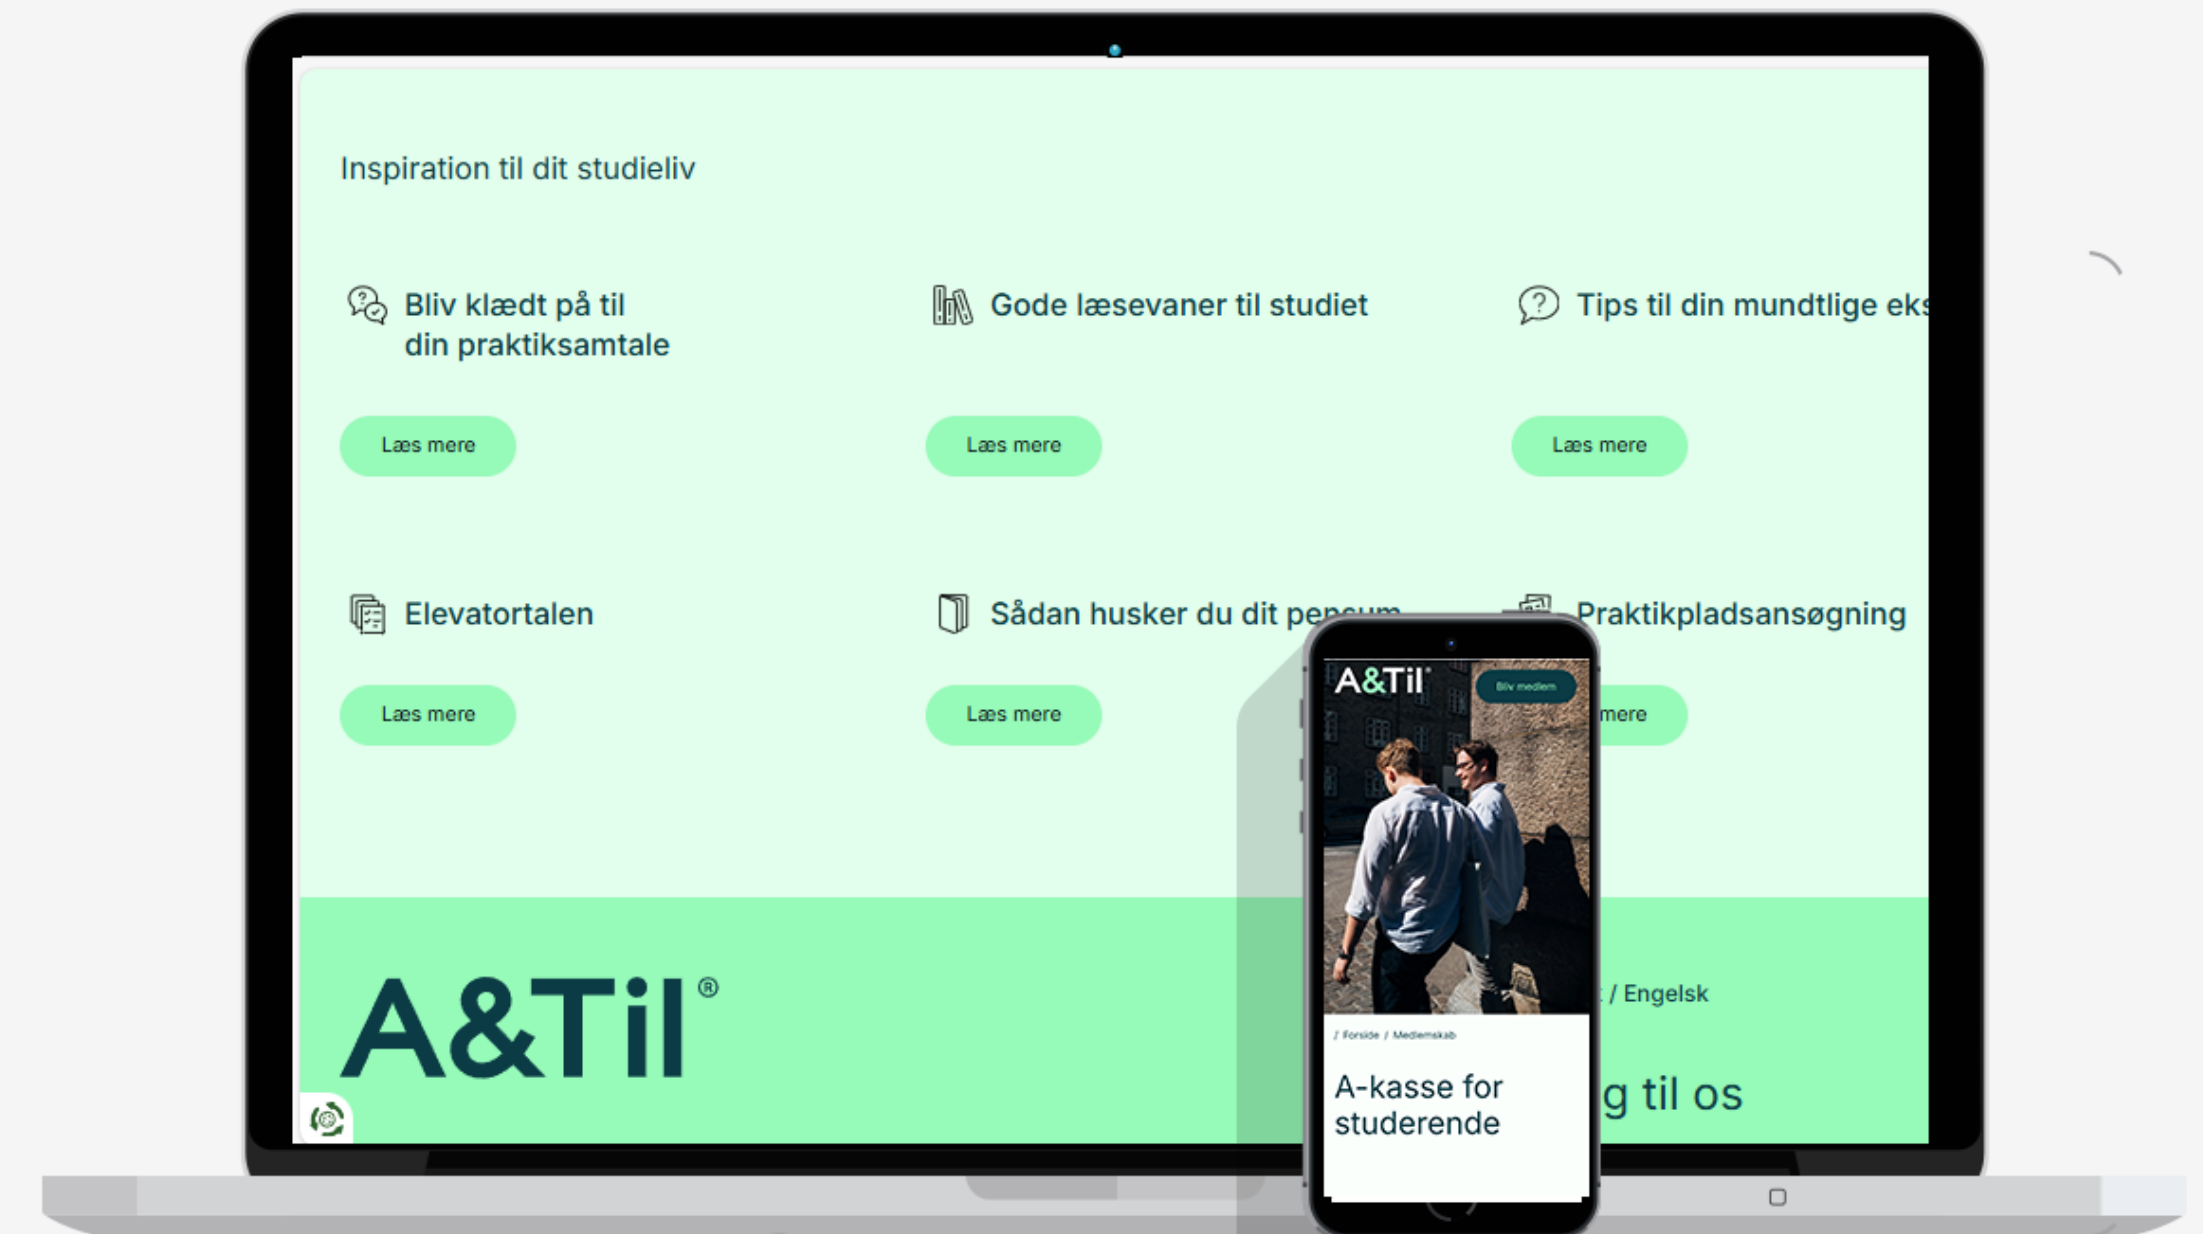 Inspiration til dit studieliv
Bliv klædt på til
din praktiksamtale
Læs mere
Gode læsevaner til studiet
Læs mere
Tips til din mundtlige eks
Læs mere
Elevatortalen
Læs mere
Sådan husker du dit pensum
Læs mere
Praktikpladsansøgning
mere
A&Til®
/ Engelsk
g til os
A&Til®
Bliv medlem
/ Forside / Medlemskab
A-kasse for
studerende